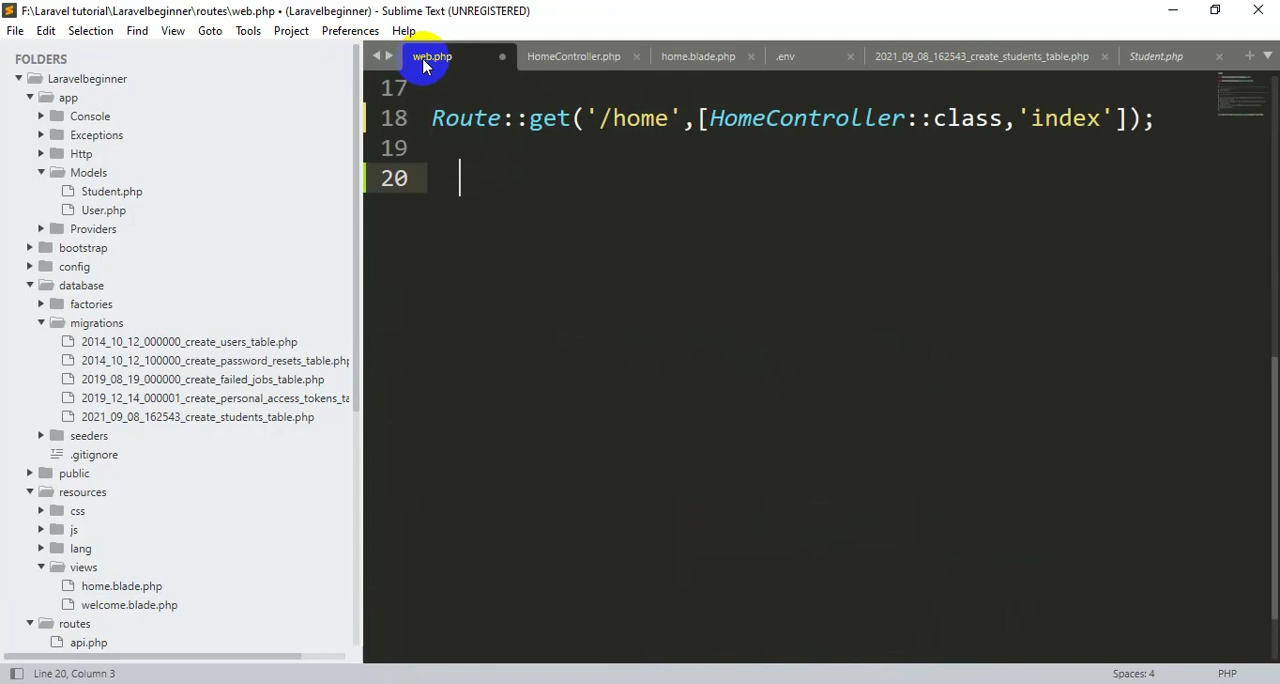 F:\Laravel tutorial\Laravelbeginner\routes\web.php • (Laravelbeginner) - Sublime Text (UNREGISTERED)
File Edit Selection Find View Goto Tools Project Preferences Help
FOLDERS
Laravelbeginner
app
Console
Exceptions
Http
Models
Student.php
User.php
Providers
bootstrap
config
database
factories
migrations
2014_10_12_000000_create_users_table.php
2014_10_12_100000_create_password_resets_table.php
2019_08_19_000000_create_failed_jobs_table.php
2019_12_14_000001_create_personal_access_tokens_ta
2021_09_08_162543_create_students_table.php
seeders
.gitignore
public
resources
css
js
lang
views
home.blade.php
welcome.blade.php
routes
api.php
web.php HomeController.php home.blade.php .env 2021_09_08_162543_create_students_table.php Student.php
17
18 Route::get('/home',[HomeController::class,'index']);
19
20
Line 20, Column 3 Spaces: 4 PHP